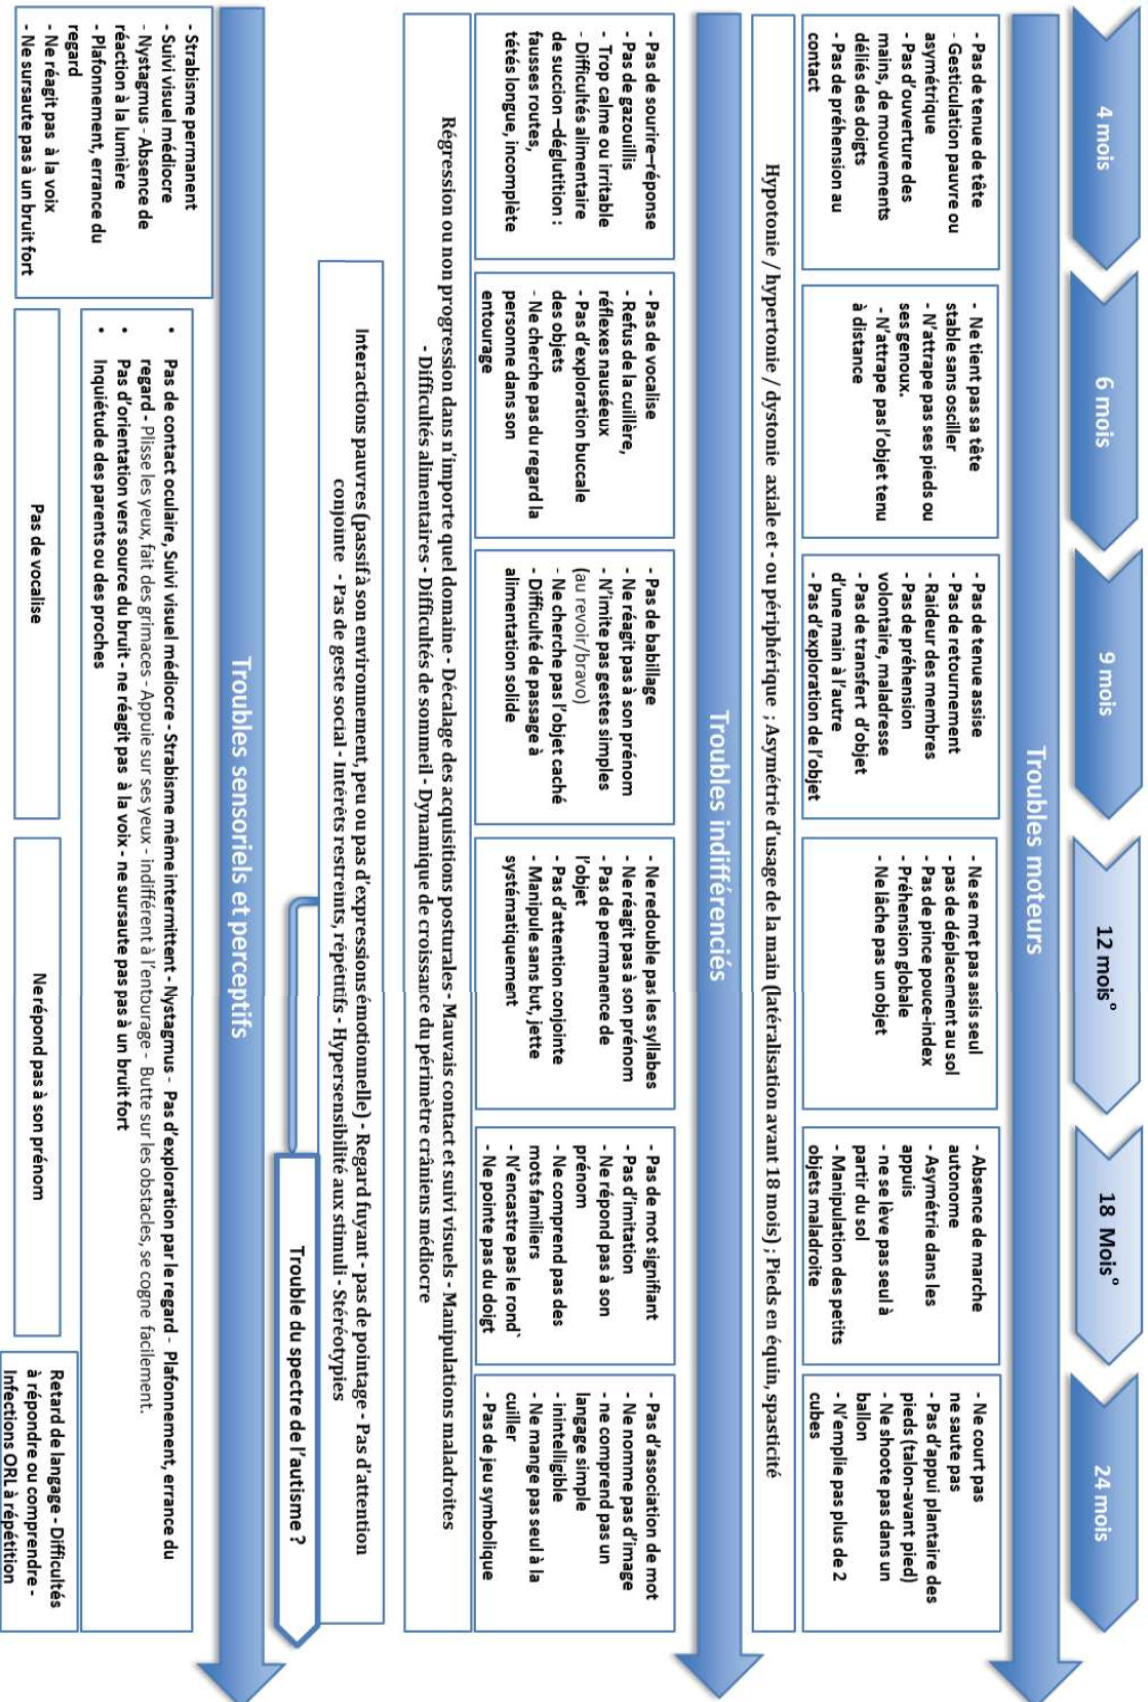 4 mois
6 mois
9 mois
12 mois°
18 Mois°
24 mois
Troubles moteurs
- Pas de tenue de tête
- Gesticulation pauvre ou
asymétrique
- Pas d'ouverture des
mains, de mouvements
déliés des doigts
- Pas de préhension au
contact
- Ne tient pas sa tête
stable sans osciller
- N'attrape pas ses pieds ou
ses genoux.
- N'attrape pas l'objet tenu
à distance
- Pas de tenue assise
- Pas de retournement
- Raideur des membres
- Pas de préhension
volontaire, maladresse
- Pas de transfert d'objet
d'une main à l'autre
- Pas d'exploration de l'objet
- Ne se met pas assis seul
- pas de déplacement au sol
- Pas de pince pouce-index
- Préhension globale
- Ne lâche pas un objet
- Absence de marche
autonome
- Asymétrie dans les
appuis
- ne se lève pas seul à
partir du sol
- Manipulation des petits
objets maladroite
- Ne court pas
ne saute pas
- Pas d'appui plantaire des
pieds (talon-avant pied)
- Ne shoote pas dans un
ballon
- N'emplie pas plus de 2
cubes
Hypotonie / hypertonie / dystonie axiale et - ou périphérique ; Asymétrie d'usage de la main (latéralisation avant 18 mois) ; Pieds en équin, spasticité
Troubles indifférenciés
- Pas de sourire–réponse
- Pas de gazouillis
- Trop calme ou irritable
- Difficultés alimentaire
de succion –déglutition :
fausses routes,
tétés longue, incomplète
- Pas de vocalise
- Refus de la cuillère,
réflexes nauséeux
- Pas d'exploration buccale
des objets
- Ne cherche pas du regard la
personne dans son
entourage
- Pas de babillage
- Ne réagit pas à son prénom
- N'imite pas gestes simples
(au revoir/bravo)
- Ne cherche pas l'objet caché
- Difficulté de passage à
alimentation solide
- Ne redouble pas les syllabes
- Ne réagit pas à son prénom
- Pas de permanence de
l'objet
- Pas d'attention conjointe
- Manipule sans but, jette
systématiquement
- Pas de mot signifiant
- Pas d'imitation
- Ne répond pas à son
prénom
- Ne comprend pas des
mots familiers
- N'encastre pas le rond`
- Ne pointe pas du doigt
- Pas d'association de mot
- Ne nomme pas d'image
- ne comprend pas un
langage simple
- inintelligible
- Ne mange pas seul à la
cuiller
- Pas de jeu symbolique
Régression ou non progression dans n'importe quel domaine - Décalage des acquisitions posturales - Mauvais contact et suivi visuels - Manipulations maladroites
- Difficultés alimentaires - Difficultés de sommeil - Dynamique de croissance du périmètre crâniens médiocre
Interactions pauvres (passif à son environnement, peu ou pas d'expressions émotionnelle) - Regard fuyant - pas de pointage - Pas d'attention
conjointe - Pas de geste social - Intérêts restreints, répétitifs - Hypersensibilité aux stimuli - Stéréotypies
Trouble du spectre de l'autisme ?
Troubles sensoriels et perceptifs
- Strabisme permanent
- Suivi visuel médiocre
- Nystagmus - Absence de
réaction à la lumière
- Plafonnement, errance du
regard
- Ne réagit pas à la voix
- Ne sursaute pas à un bruit fort
• Pas de contact oculaire, Suivi visuel médiocre - Strabisme même intermittent - Nystagmus - Pas d'exploration par le regard - Plafonnement, errance du
regard - Plisse les yeux, fait des grimaces - Appuie sur ses yeux - indifférent à l'entourage - Butte sur les obstacles, se cogne facilement.
• Pas d'orientation vers source du bruit - ne réagit pas à la voix - ne sursaute pas pas à un bruit fort
• Inquiétude des parents ou des proches
Pas de vocalise
Ne répond pas à son prénom
Retard de langage - Difficultés
à répondre ou comprendre -
Infections ORL à répétition